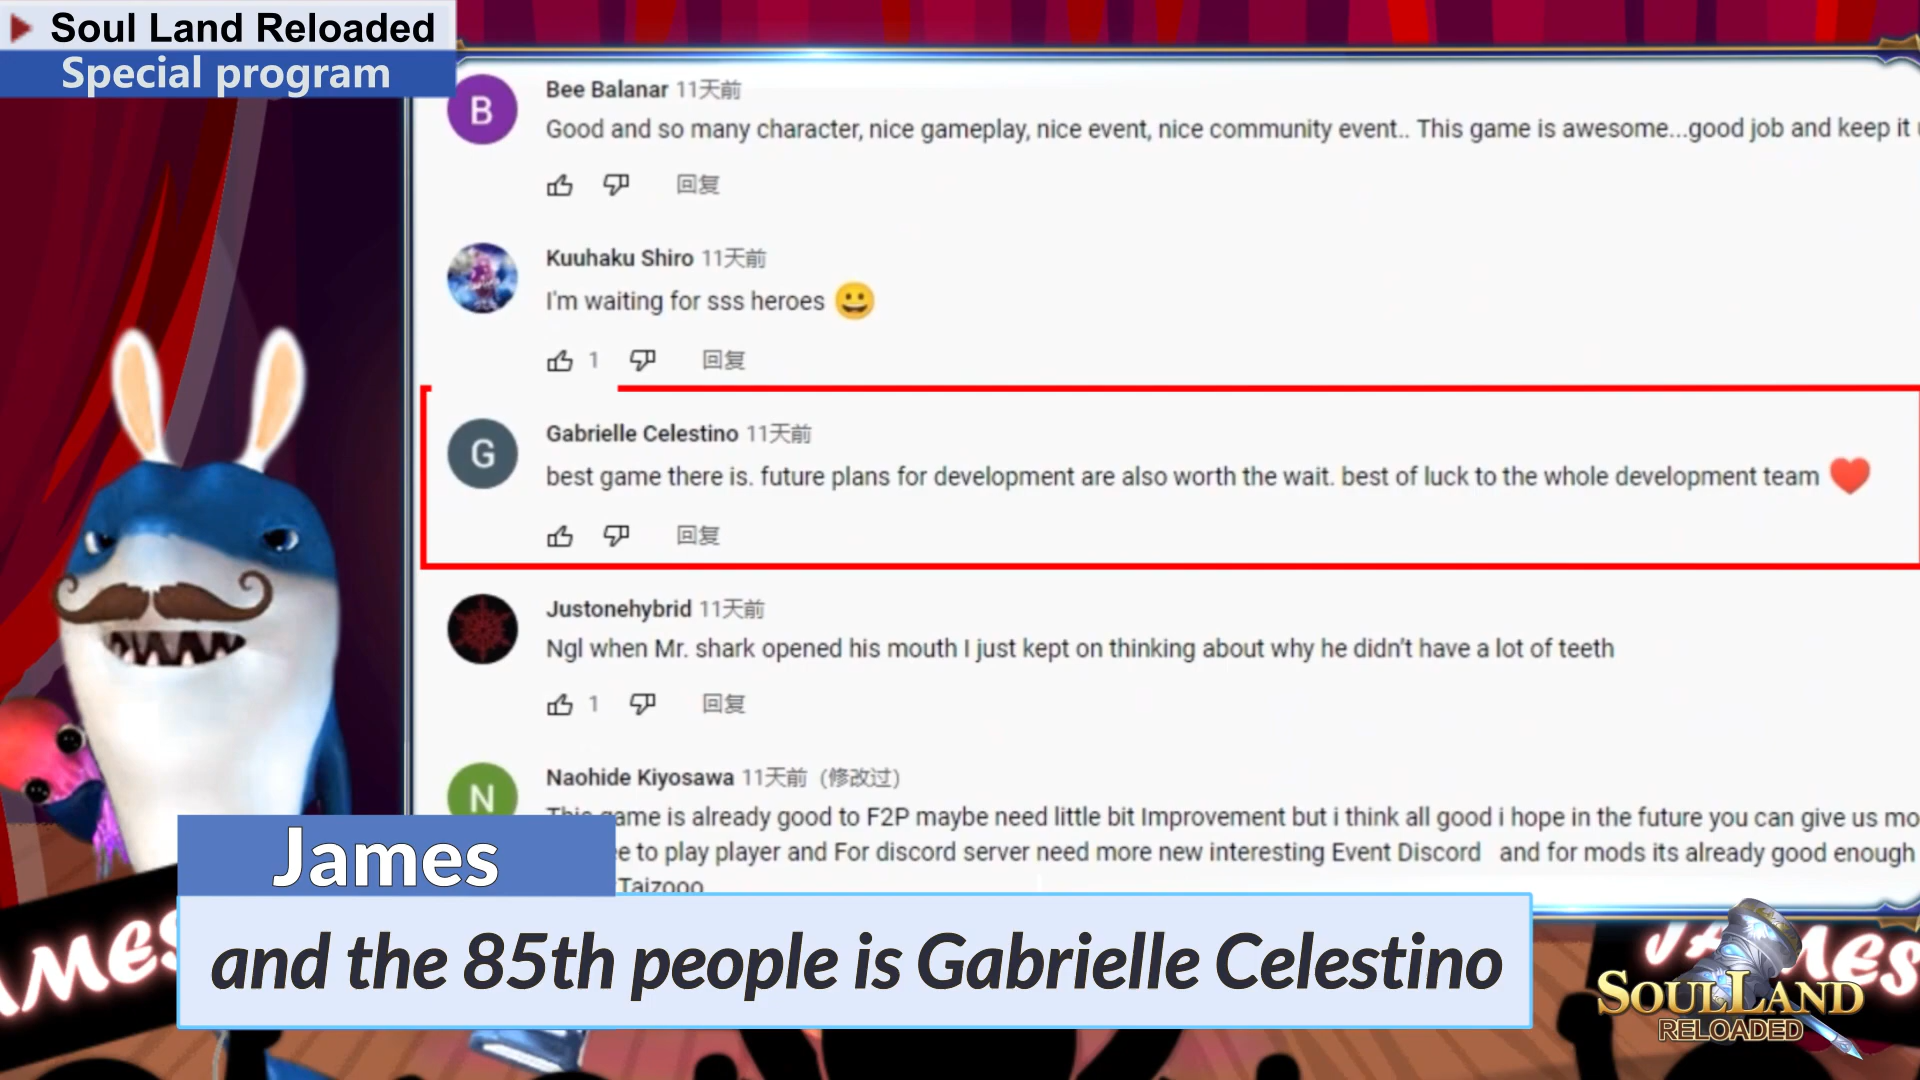 Soul Land Reloaded
Special program
B
Bee Balanar 11天前
Good and so many character, nice gameplay, nice event, nice community event.. This game is awesome...good job and keep it
回复
Kuuhaku Shiro 11天前
I'm waiting for sss heroes 😀
1 回复
G
Gabrielle Celestino 11天前
best game there is. future plans for development are also worth the wait. best of luck to the whole development team ❤️
回复
Justonehybrid 11天前
Ngl when Mr. shark opened his mouth I just kept on thinking about why he didn't have a lot of teeth
1 回复
N
Naohide Kiyosawa 11天前 (修改过)
This game is already good to F2P maybe need little bit Improvement but i think all good i hope in the future you can give us
to play player and For discord server need more new interesting Event Discord and for mods its already good enough
Taizooo
James
and the 85th people is Gabrielle Celestino
SOULLAND
RELOADED